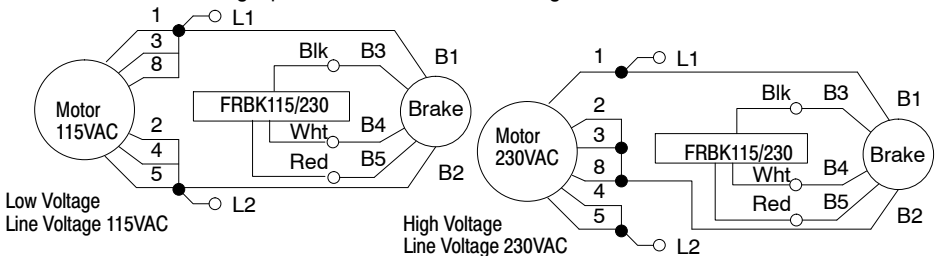 1 L1
3
8
Blk B3 B1
Motor
115VAC
FRBK115/230
Brake
2
4
5
Wht B4
Red B5
B2
L2
Low Voltage
Line Voltage 115VAC
1 L1
2
3
8
4
5
Blk B3 B1
Motor
230VAC
FRBK115/230
Brake
Wht B4
Red B5
B2
L2
High Voltage
Line Voltage 230VAC